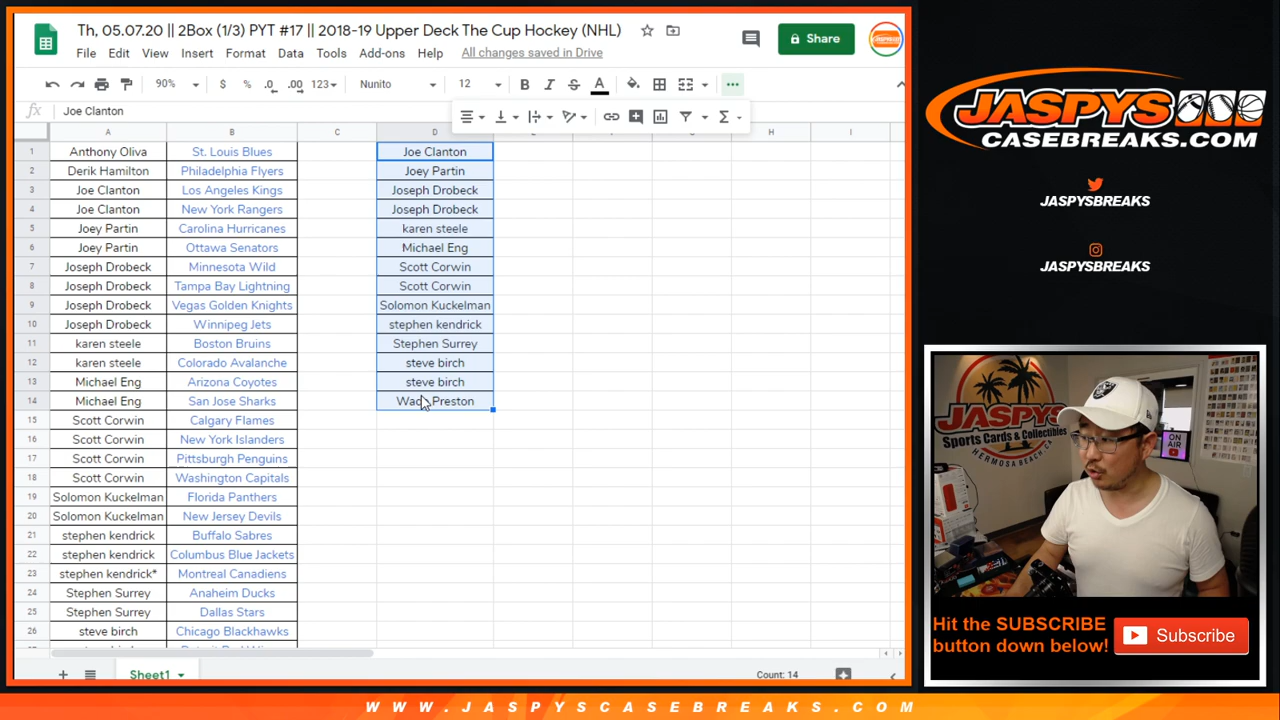 Th, 05.07.20 || 2Box (1/3) PYT #17 || 2018-19 Upper Deck The Cup Hockey (NHL)
File Edit View Insert Format Data Tools Add-ons Help All changes saved in Drive
Share
90% $ % .0 .00 123 Nunito 12 B I S A
fx Joe Clanton
A B C D H I
1 Anthony Oliva St. Louis Blues Joe Clanton
2 Derik Hamilton Philadelphia Flyers Joey Partin
3 Joe Clanton Los Angeles Kings Joseph Drobeck
4 Joe Clanton New York Rangers Joseph Drobeck
5 Joey Partin Carolina Hurricanes karen steele
6 Joey Partin Ottawa Senators Michael Eng
7 Joseph Drobeck Minnesota Wild Scott Corwin
8 Joseph Drobeck Tampa Bay Lightning Scott Corwin
9 Joseph Drobeck Vegas Golden Knights Solomon Kuckelman
10 Joseph Drobeck Winnipeg Jets stephen kendrick
11 karen steele Boston Bruins Stephen Surrey
12 karen steele Colorado Avalanche steve birch
13 Michael Eng Arizona Coyotes steve birch
14 Michael Eng San Jose Sharks Wade Preston
15 Scott Corwin Calgary Flames
16 Scott Corwin New York Islanders
17 Scott Corwin Pittsburgh Penguins
18 Scott Corwin Washington Capitals
19 Solomon Kuckelman Florida Panthers
20 Solomon Kuckelman New Jersey Devils
21 stephen kendrick Buffalo Sabres
22 stephen kendrick Columbus Blue Jackets
23 stephen kendrick* Montreal Canadiens
24 Stephen Surrey Anaheim Ducks
25 Stephen Surrey Dallas Stars
26 steve birch Chicago Blackhawks
Sheet1
Count: 14
JASPYS
CASEBREAKS.COM
JASPYSBREAKS
JASPYSBREAKS
JASPYS
Sports Cards & Collectibles
HERMOSA BEACH, CA
ON AIR
Hit the SUBSCRIBE
button down below!
Subscribe
WWW.JASPYSCASEBREAKS.COM